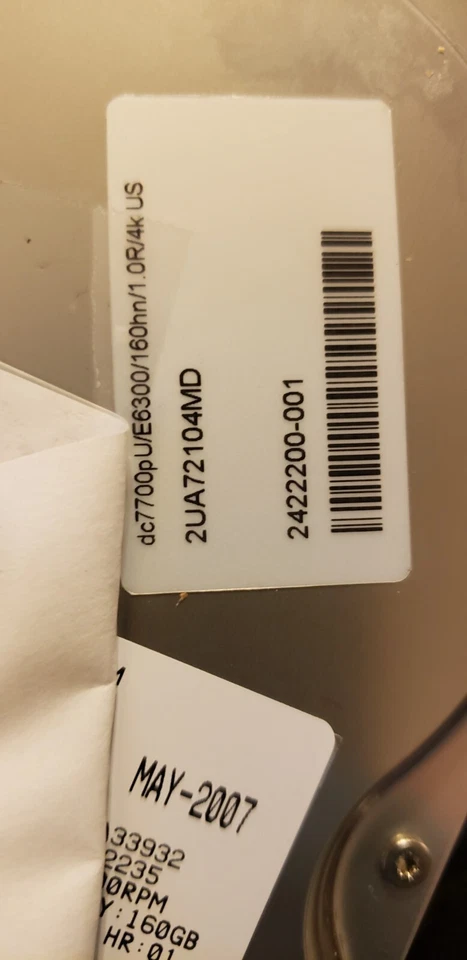 dc7700pU/E6300/160hn/1.0R/4k US
2UA72104MD
2422200-001
MAY-2007
33932
2235
0RPM
Y:160GB
HR:01